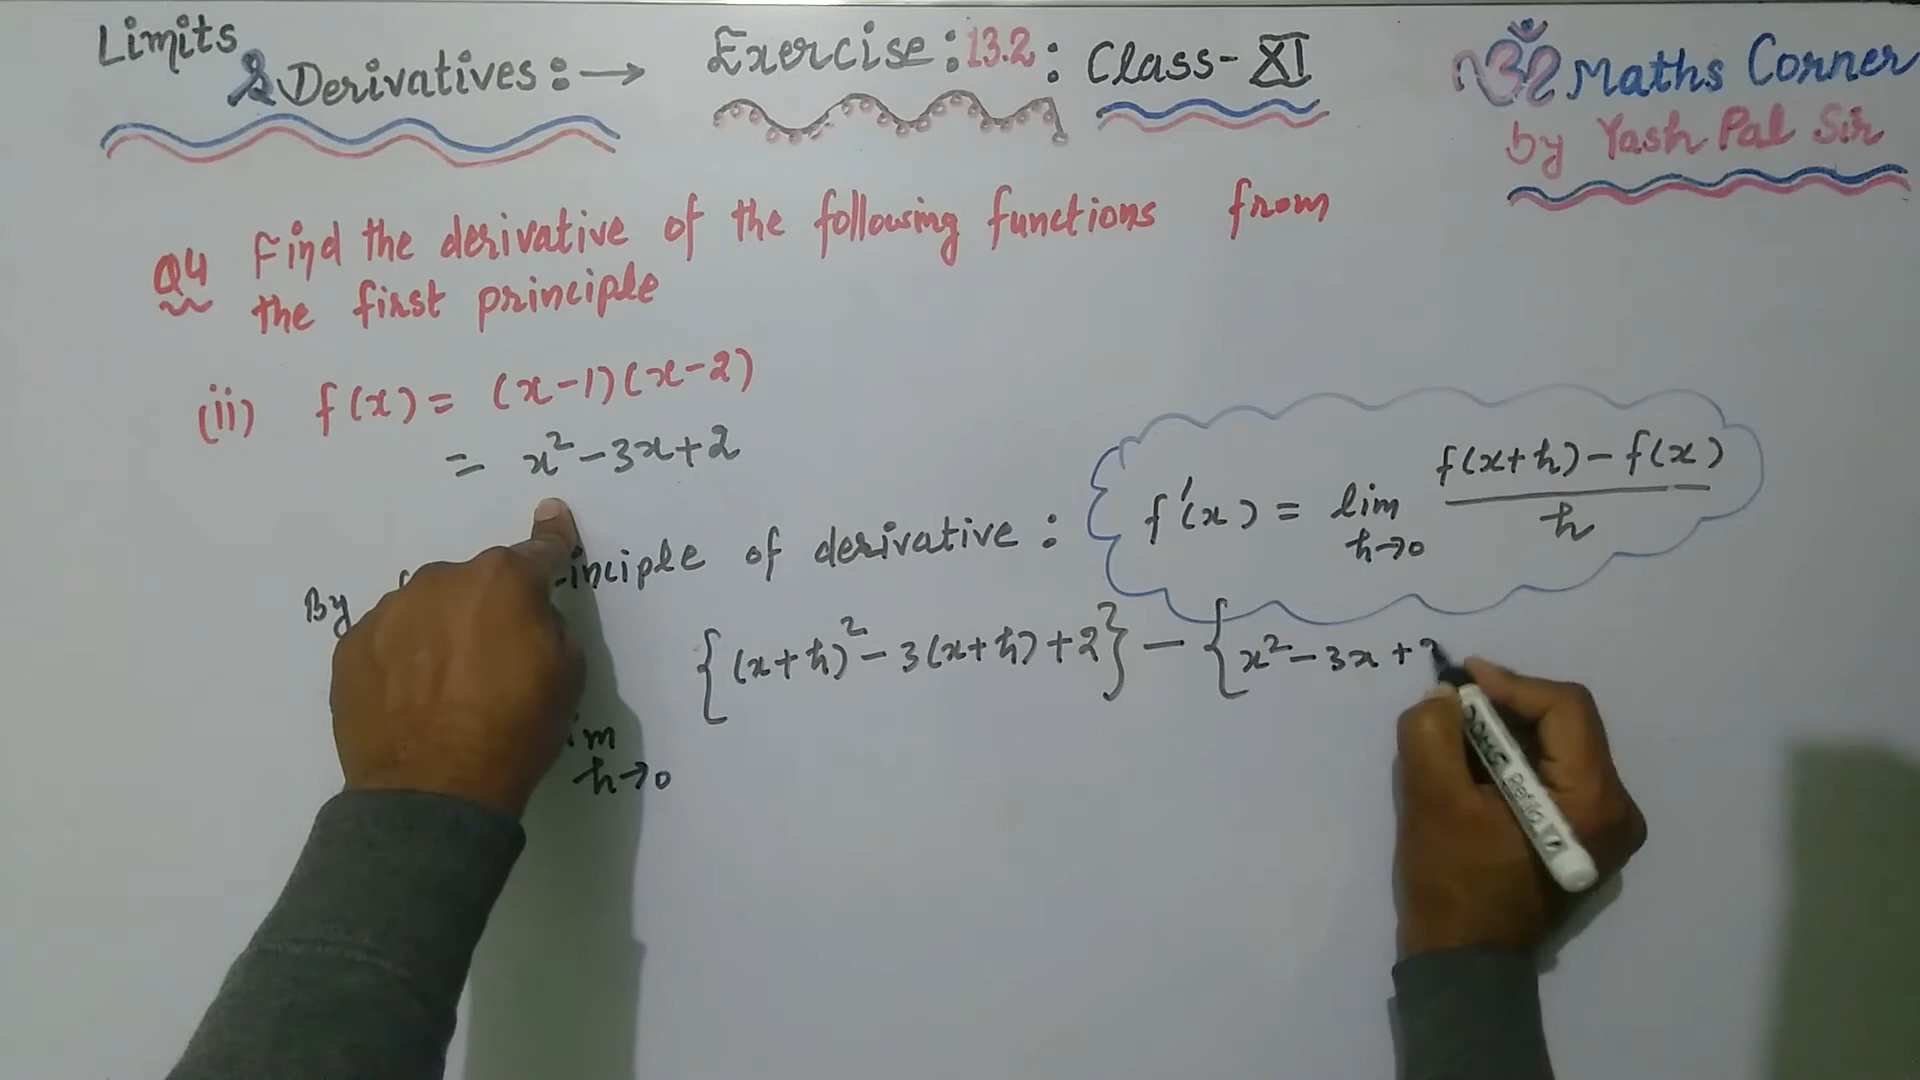 Limits & Derivatives :→
Exercise : 13.2 : Class - XI
ॐ Maths Corner
by Yash Pal Sir
Q4 Find the derivative of the following functions from
the first principle
(ii) f(x) = (x-1)(x-2)
= x² - 3x + 2
By principle of derivative : f'(x) = lim h→0 f(x+h) - f(x) / h
{(x+h)² - 3(x+h) + 2} - {x² - 3x +
h→0